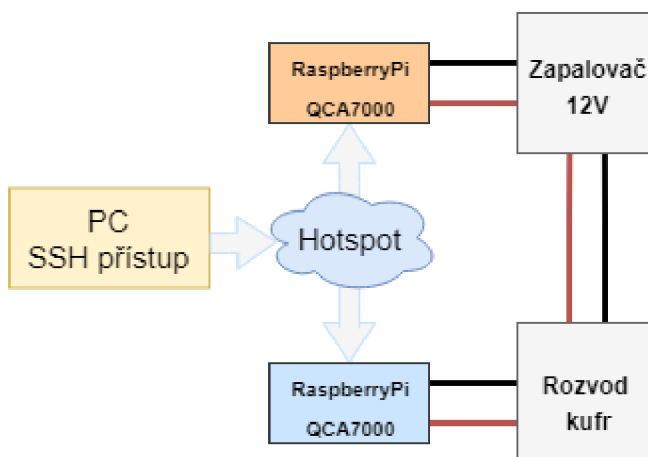 RaspberryPi
QCA7000
Zapalovač
12V
PC
SSH přístup
Hotspot
RaspberryPi
QCA7000
Rozvod
kufr